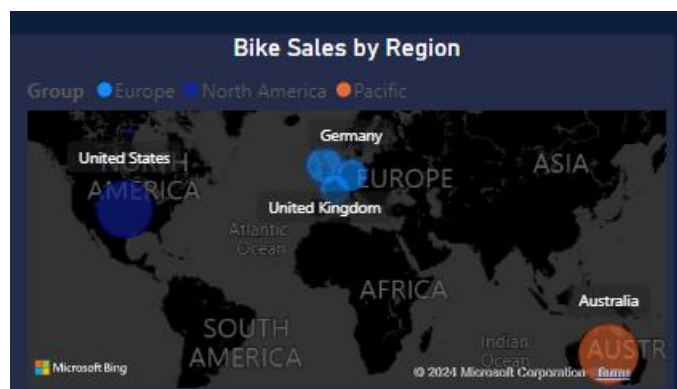 Bike Sales by Region
Group Europe North America Pacific
Germany
United States
NORTH
AMERICA
ASIA
EUROPE
United Kingdom
Atlantic
Ocean
AFRICA
Australia
SOUTH
AMERICA
Indian
Ocean
AUSTR
Microsoft Bing
© 2024 Microsoft Corporation Terms